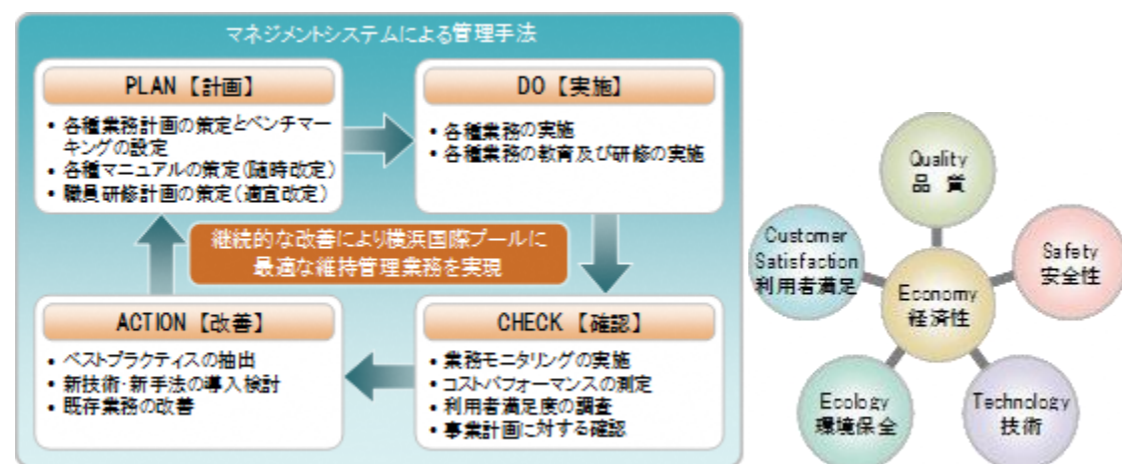 マネジメントシステムによる管理手法
PLAN 【計画】
• 各種業務計画の策定とベンチマー
キングの設定
• 各種マニュアルの策定(随時改定)
• 職員研修計画の策定(適宜改定)
DO 【実施】
• 各種業務の実施
• 各種業務の教育及び研修の実施
継続的な改善により横浜国際プールに
最適な維持管理業務を実現
ACTION 【改善】
• ベストプラクティスの抽出
• 新技術・新手法の導入検討
• 既存業務の改善
CHECK 【確認】
• 業務モニタリングの実施
• コストパフォーマンスの測定
• 利用者満足度の調査
• 事業計画に対する確認
Quality
品 質
Customer
Satisfaction
利用者満足
Safety
安全性
Economy
経済性
Ecology
環境保全
Technology
技術